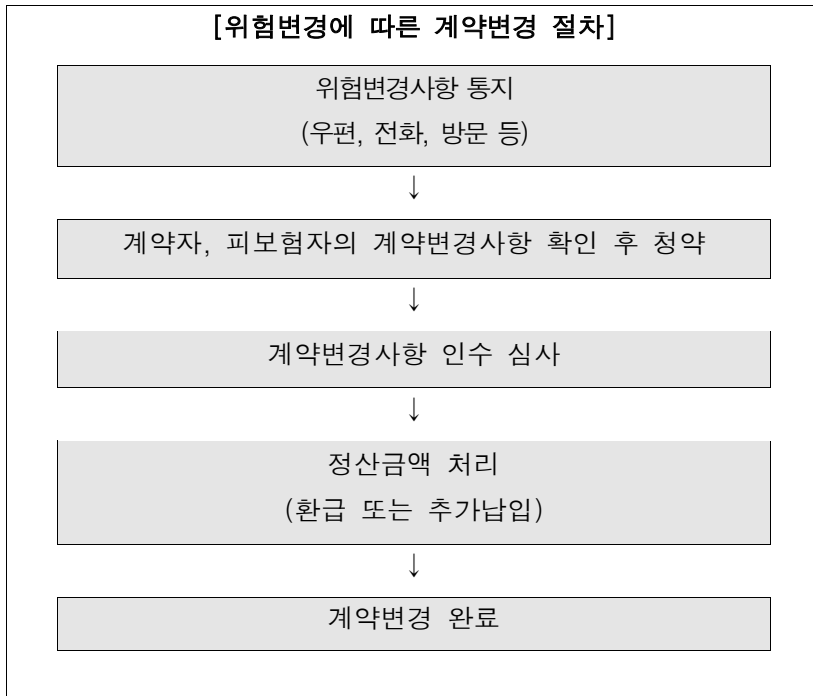 [위험변경에 따른 계약변경 절차]
위험변경사항 통지
(우편, 전화, 방문 등)
↓
계약자, 피보험자의 계약변경사항 확인 후 청약
↓
계약변경사항 인수 심사
↓
정산금액 처리
(환급 또는 추가납입)
↓
계약변경 완료